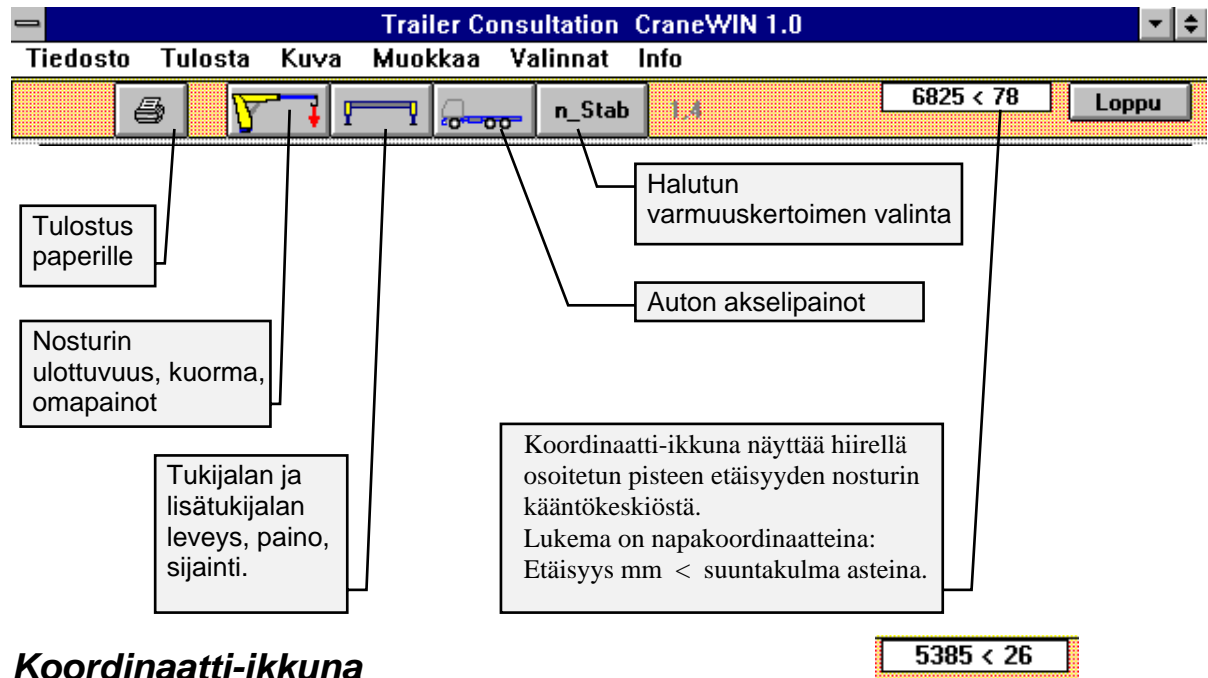 Trailer Consultation CraneWIN 1.0
Tiedosto Tulosta Kuva Muokkaa Valinnat Info
n_Stab 1.4 6825 < 78 Loppu
Halutun
varmuuskertoimen valinta
Tulostus
paperille
Auton akselipainot
Nosturin
ulottuvuus, kuorma,
omapainot
Tukijalan ja
lisätukijalan
leveys, paino,
sijainti.
Koordinaatti-ikkuna näyttää hiirellä
osoitetun pisteen etäisyyden nosturin
kääntökeskiöstä.
Lukema on napakoordinaatteina:
Etäisyys mm < suuntakulma asteina.
Koordinaatti-ikkuna
5385 < 26